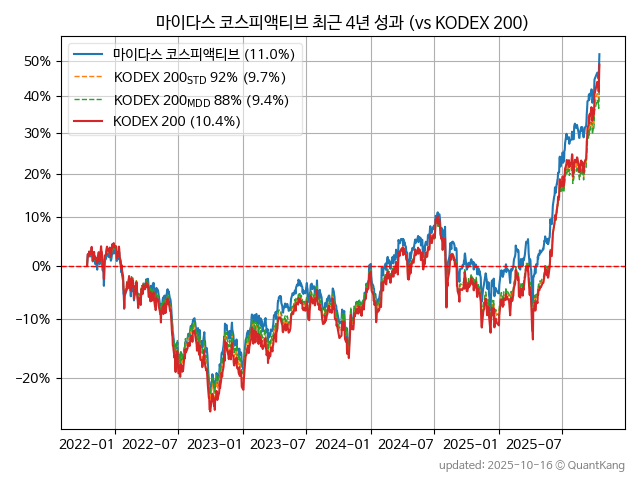 마이다스 코스피액티브 최근 4년 성과 (vs KODEX 200)
마이다스 코스피액티브 (11.0%)
KODEX 200STD 92% (9.7%)
KODEX 200MDD 88% (9.4%)
KODEX 200 (10.4%)
50%
40%
30%
20%
10%
0%
−10%
−20%
2022-01 2022-07 2023-01 2023-07 2024-01 2024-07 2025-01 2025-07
updated: 2025-10-16 © QuantKang